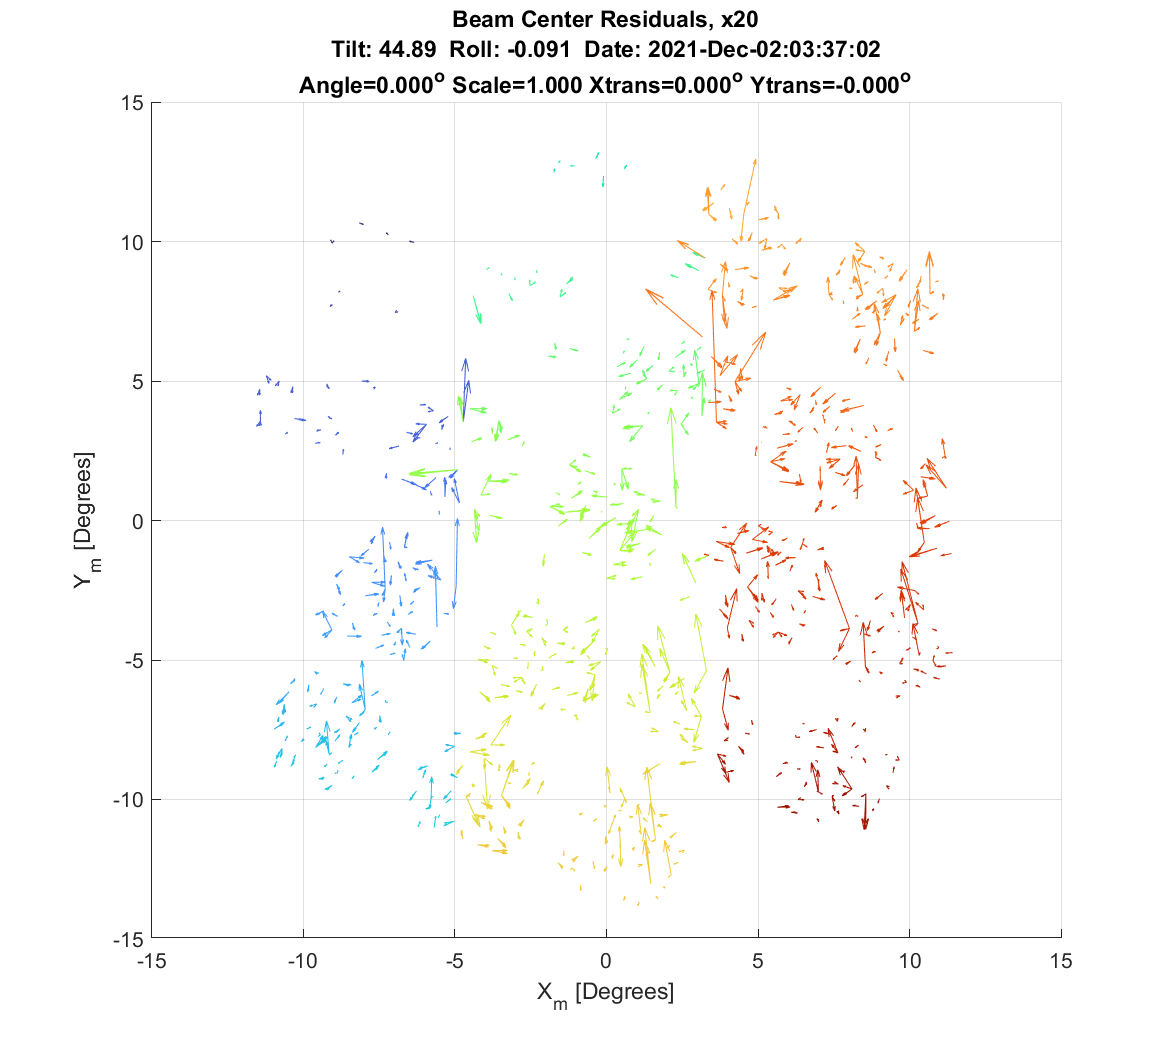 Beam Center Residuals, x20
Tilt: 44.89 Roll: -0.091 Date: 2021-Dec-02:03:37:02
Angle=0.000° Scale=1.000 Xtrans=0.000° Ytrans=-0.000°
15
10
5
0
-5
-10
-15
Y_m [Degrees]
-15 -10 -5 0 5 10 15
X_m [Degrees]